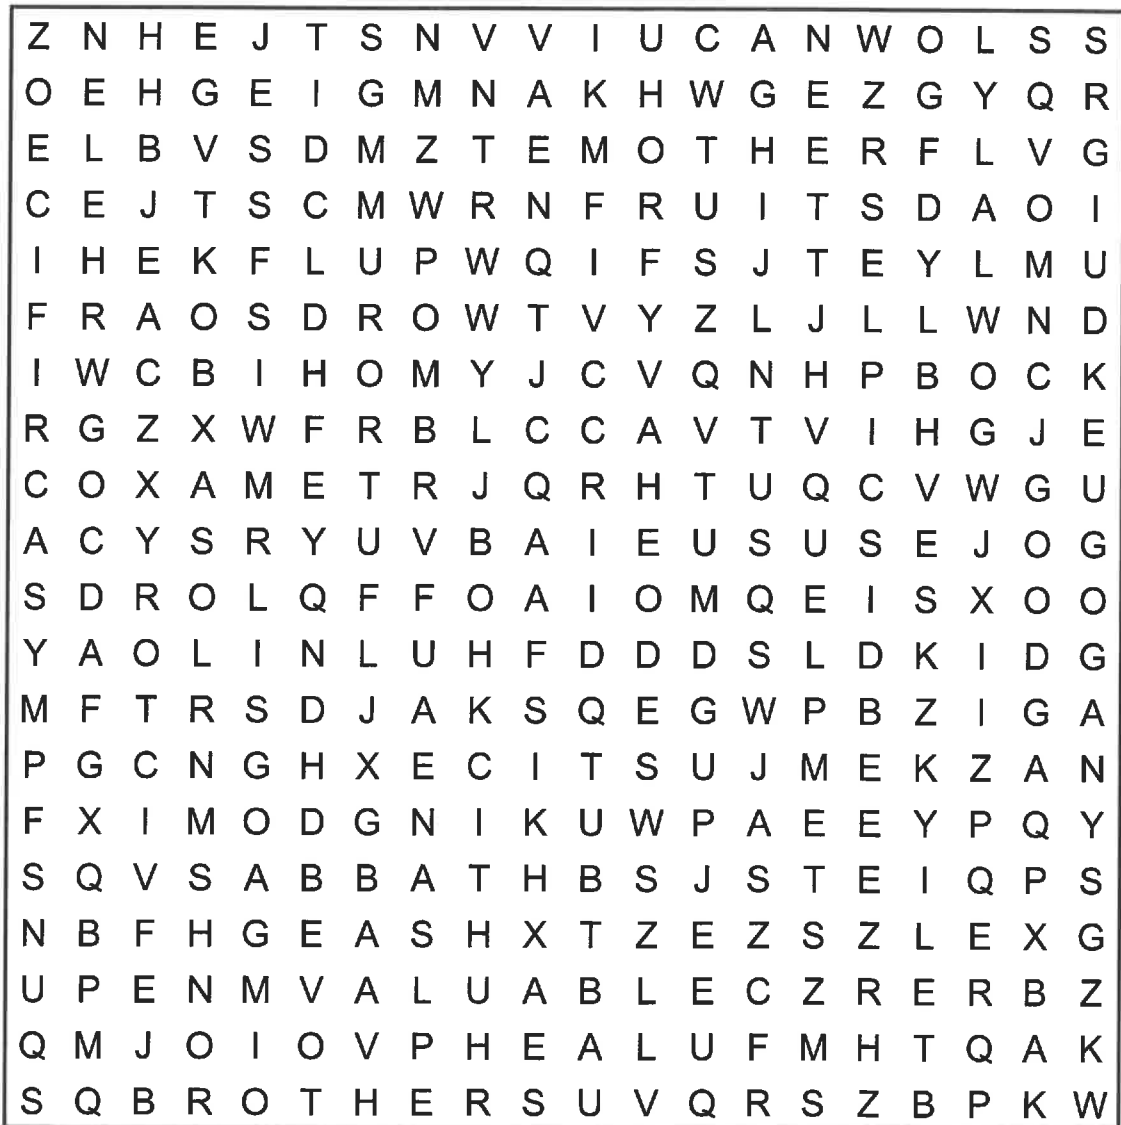 Z N H E J T S N V V I U C A N W O L S S
O E H G E I G M N A K H W G E Z G Y Q R
E L B V S D M Z T E M O T H E R F L V G
C E J T S C M W R N F R U I T S D A O I
I H E K F L U P W Q I F S J T E Y L M U
F R A O S D R O W T V Y Z L J L L W N D
I W C B I H O M Y J C V Q N H P B O C K
R G Z X W F R B L C C A V T V I H G J E
C O X A M E T R J Q R H T U Q C V W G U
A C Y S R Y U V B A I E U S U S E J O G
S D R O L Q F F O A I O M Q E I S X O O
Y A O L I N L U H F D D D S L D K I D G
M F T R S D J A K S Q E G W P B Z I G A
P G C N G H X E C I T S U J M E K Z A N
F X I M O D G N I K U W P A E E Y P Q Y
S Q V S A B B A T H B S J S T E I Q P S
N B F H G E A S H X T Z E Z S Z L E X G
U P E N M V A L U A B L E C Z R E R B Z
Q M J O I O V P H E A L U F M H T Q A K
S Q B R O T H E R S U V Q R S Z B P K W